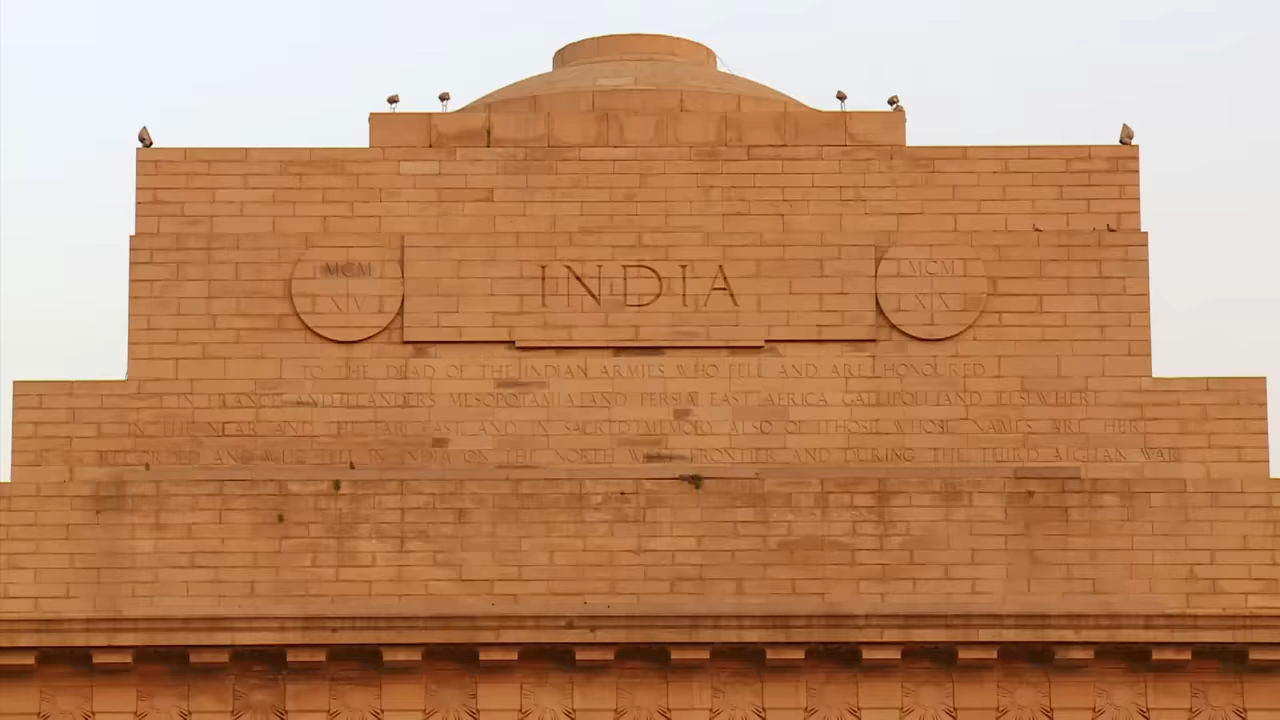 MCM
XIV
INDIA
MCM
XIX
TO THE DEAD OF THE INDIAN ARMIES WHO FELL AND ARE HONOURED
IN FRANCE AND FLANDERS MESOPOTAMIA AND PERSIA EAST AFRICA GALLIPOLI AND ELSEWHERE
IN THE NEAR AND THE FAR EAST AND IN SACRED MEMORY ALSO OF THOSE WHOSE NAMES ARE HERE
RECORDED AND WHO FELL IN INDIA ON THE NORTH WEST FRONTIER AND DURING THE THIRD AFGHAN WAR